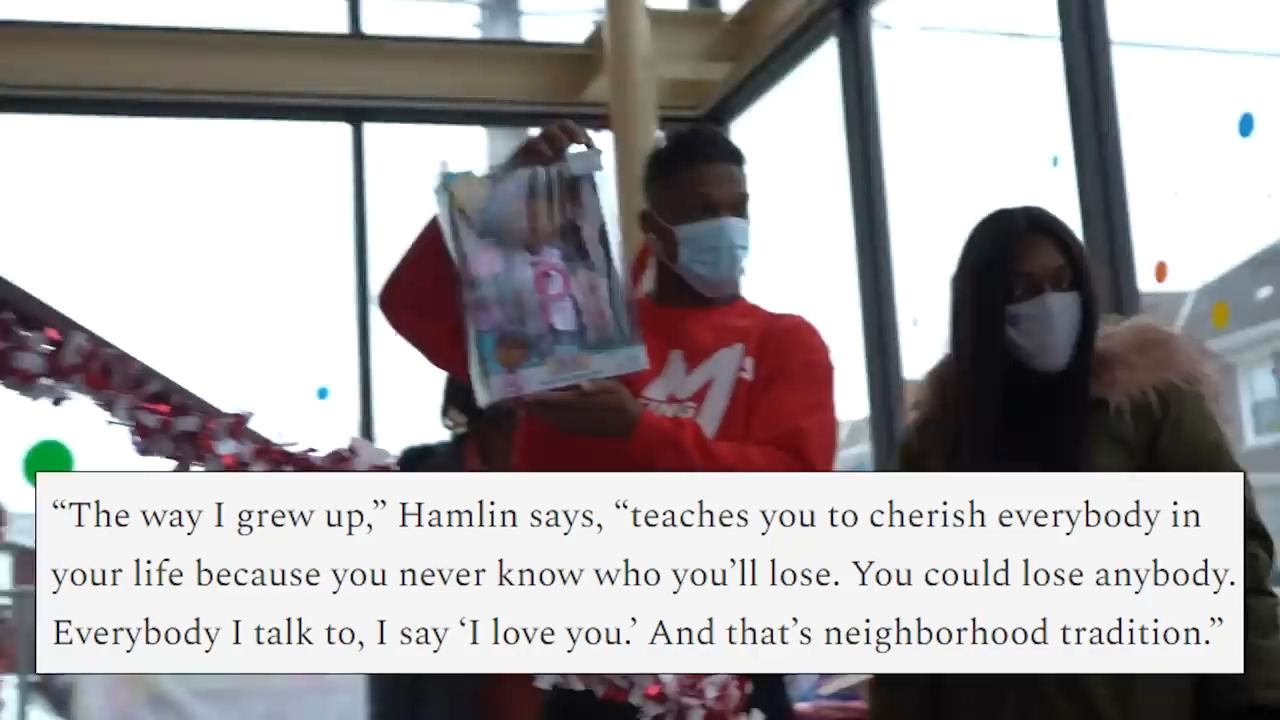 “The way I grew up,” Hamlin says, “teaches you to cherish everybody in
your life because you never know who you’ll lose. You could lose anybody.
Everybody I talk to, I say ‘I love you.’ And that’s neighborhood tradition.”